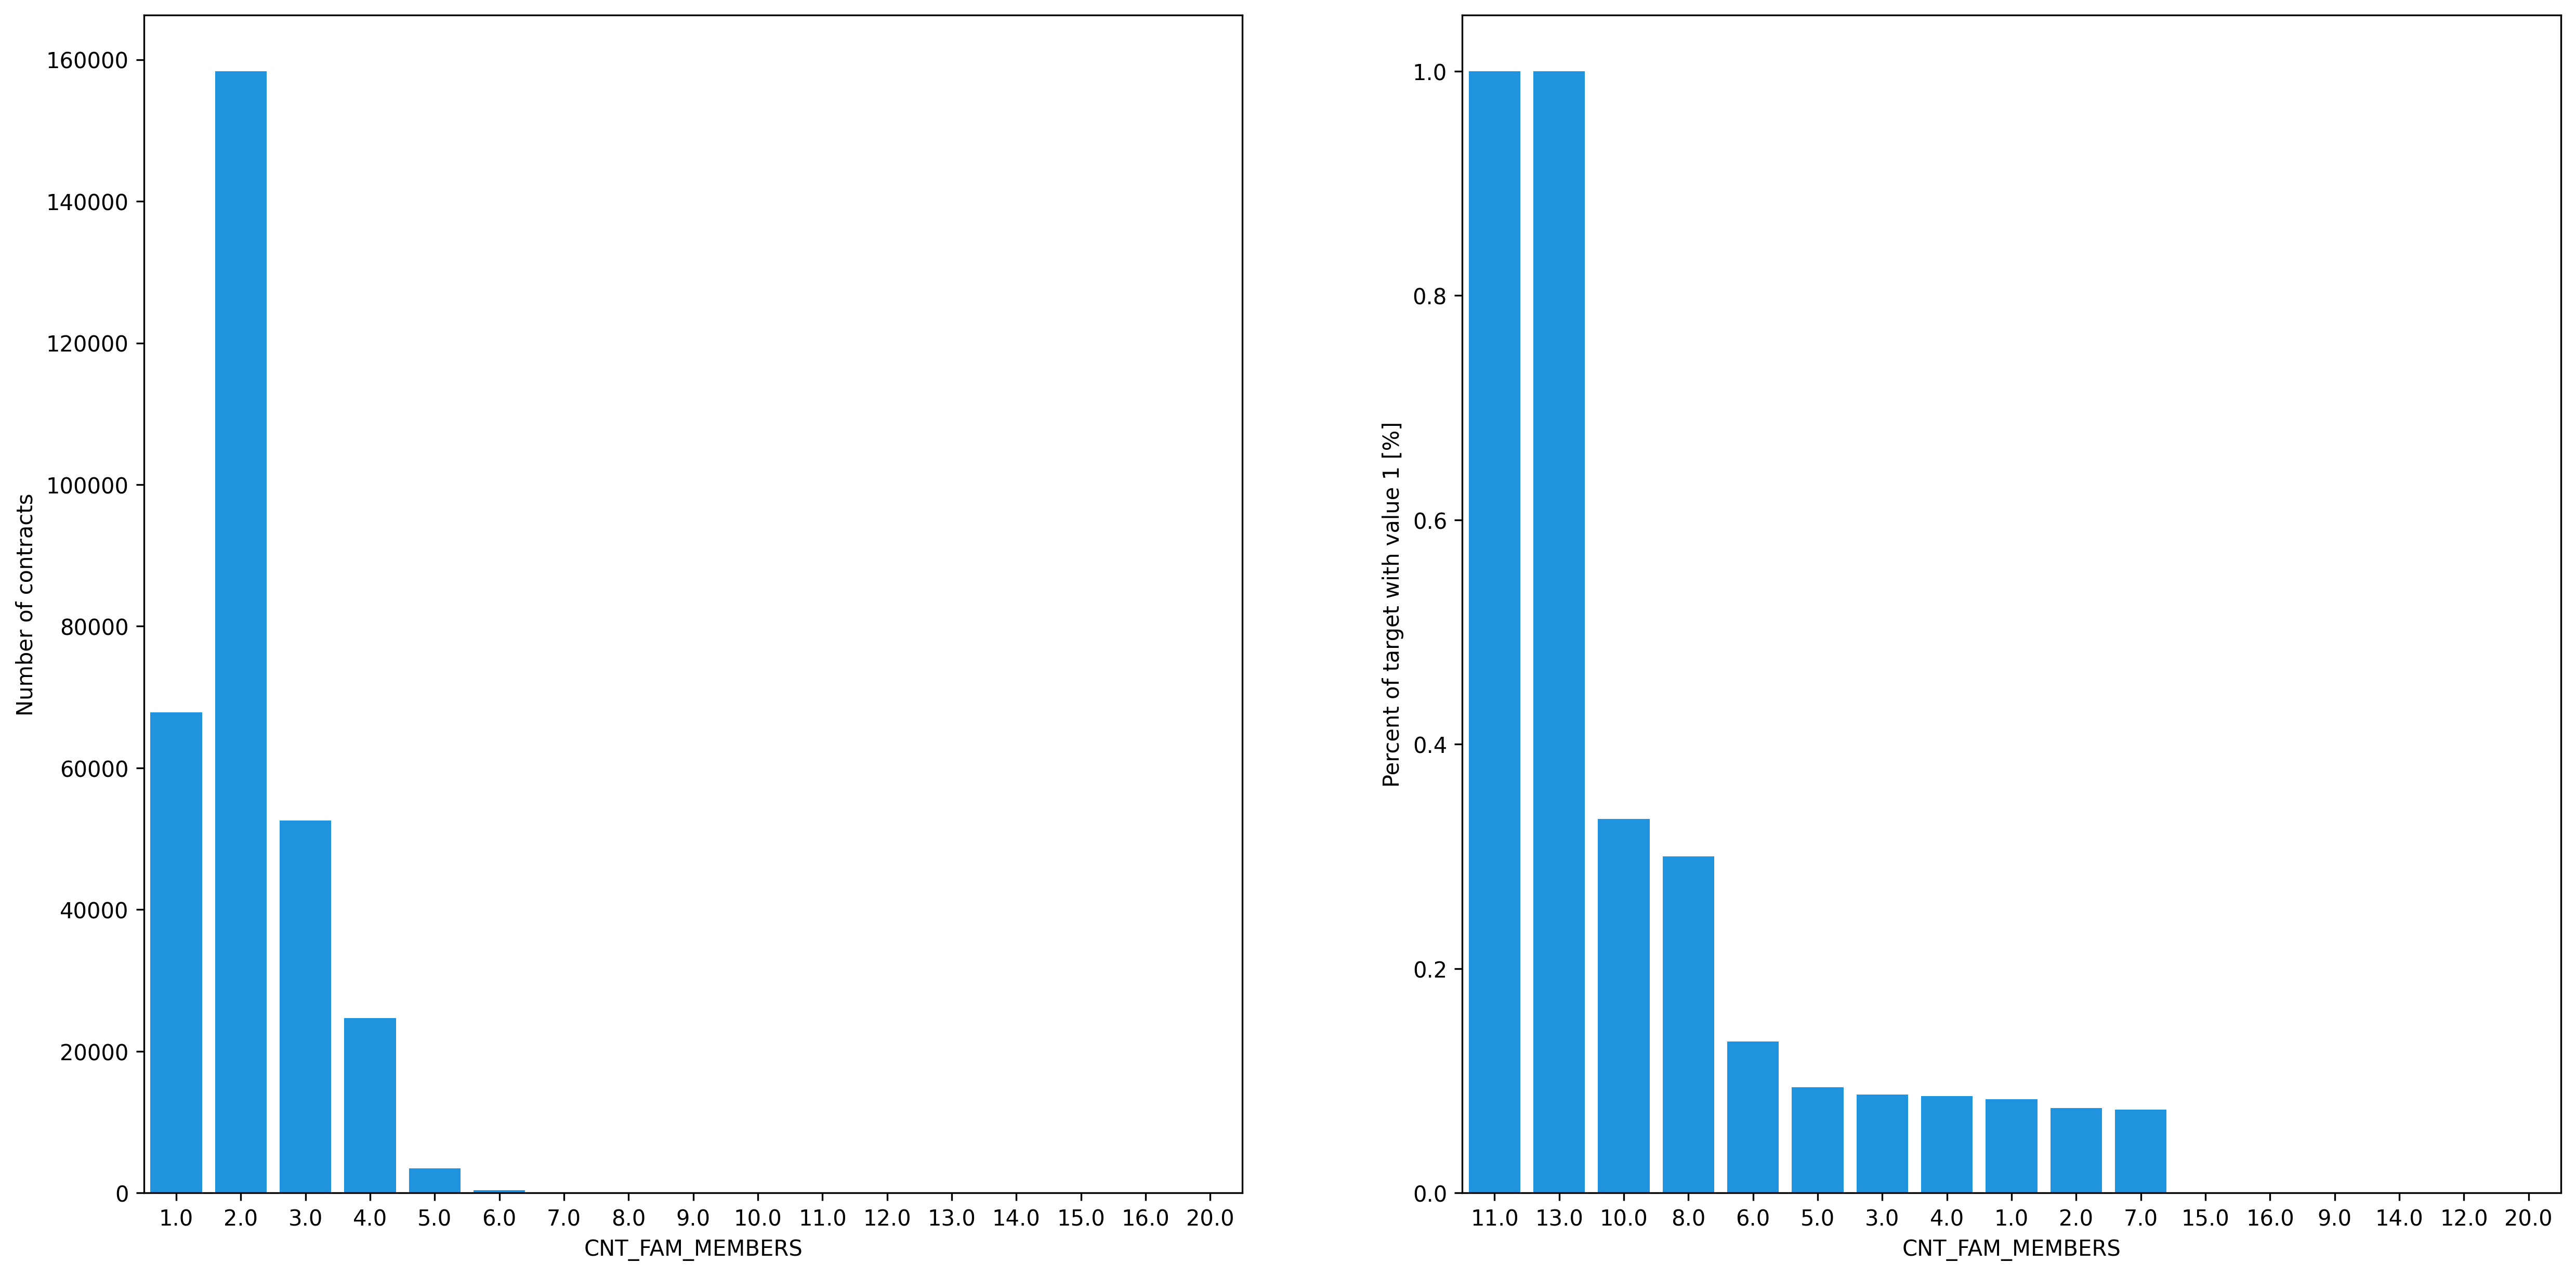 Number of contracts
160000
140000
120000
100000
80000
60000
40000
20000
0
1.0 2.0 3.0 4.0 5.0 6.0 7.0 8.0 9.0 10.0 11.0 12.0 13.0 14.0 15.0 16.0 20.0
CNT_FAM_MEMBERS
Percent of target with value 1 [%]
1.0
0.8
0.6
0.4
0.2
0.0
11.0 13.0 10.0 8.0 6.0 5.0 3.0 4.0 1.0 2.0 7.0 15.0 16.0 9.0 14.0 12.0 20.0
CNT_FAM_MEMBERS